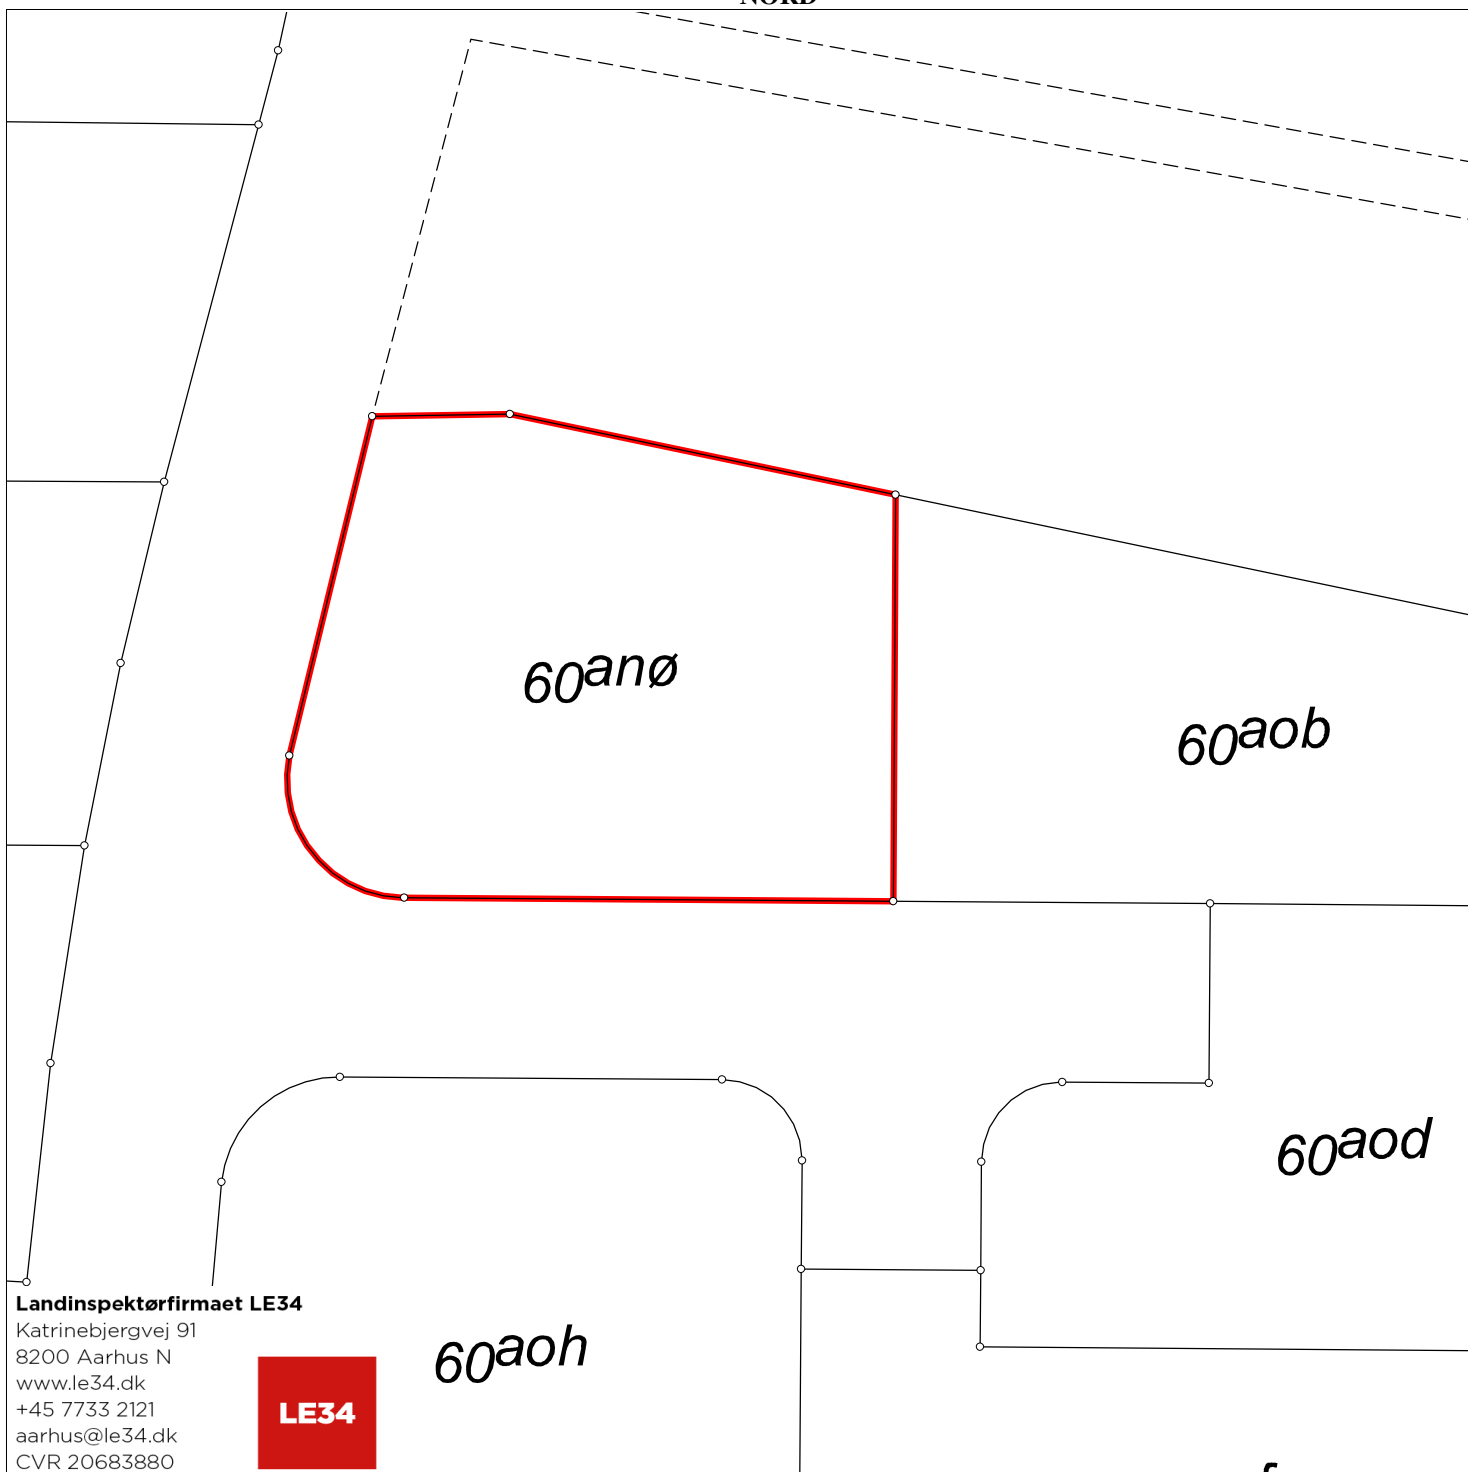 NORD
60anø
60aob
60aod
60aoh
Landinspektørfirmaet LE34
Katrinebjergvej 91
8200 Aarhus N
www.le34.dk
+45 7733 2121
aarhus@le34.dk
CVR 20683880
LE34